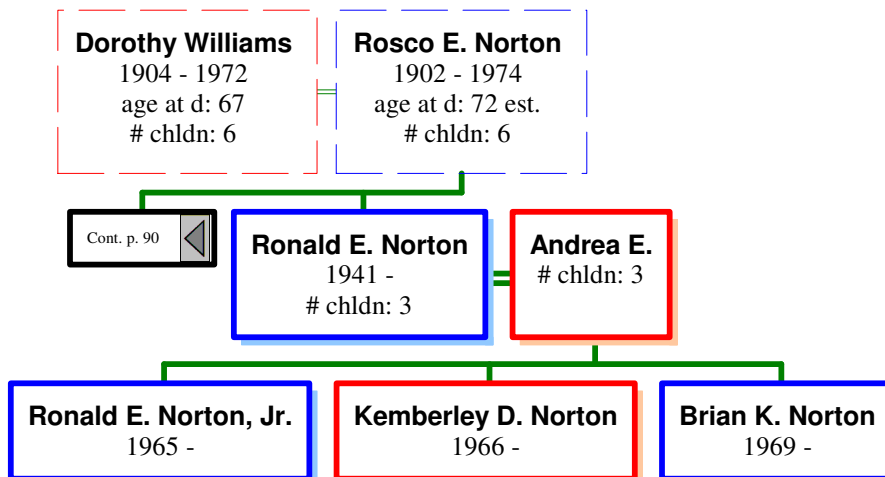 Dorothy Williams
1904 - 1972
age at d: 67
# chldn: 6
Rosco E. Norton
1902 - 1974
age at d: 72 est.
# chldn: 6
Cont. p. 90
Ronald E. Norton
1941 -
# chldn: 3
Andrea E.
# chldn: 3
Ronald E. Norton, Jr.
1965 -
Kemberley D. Norton
1966 -
Brian K. Norton
1969 -